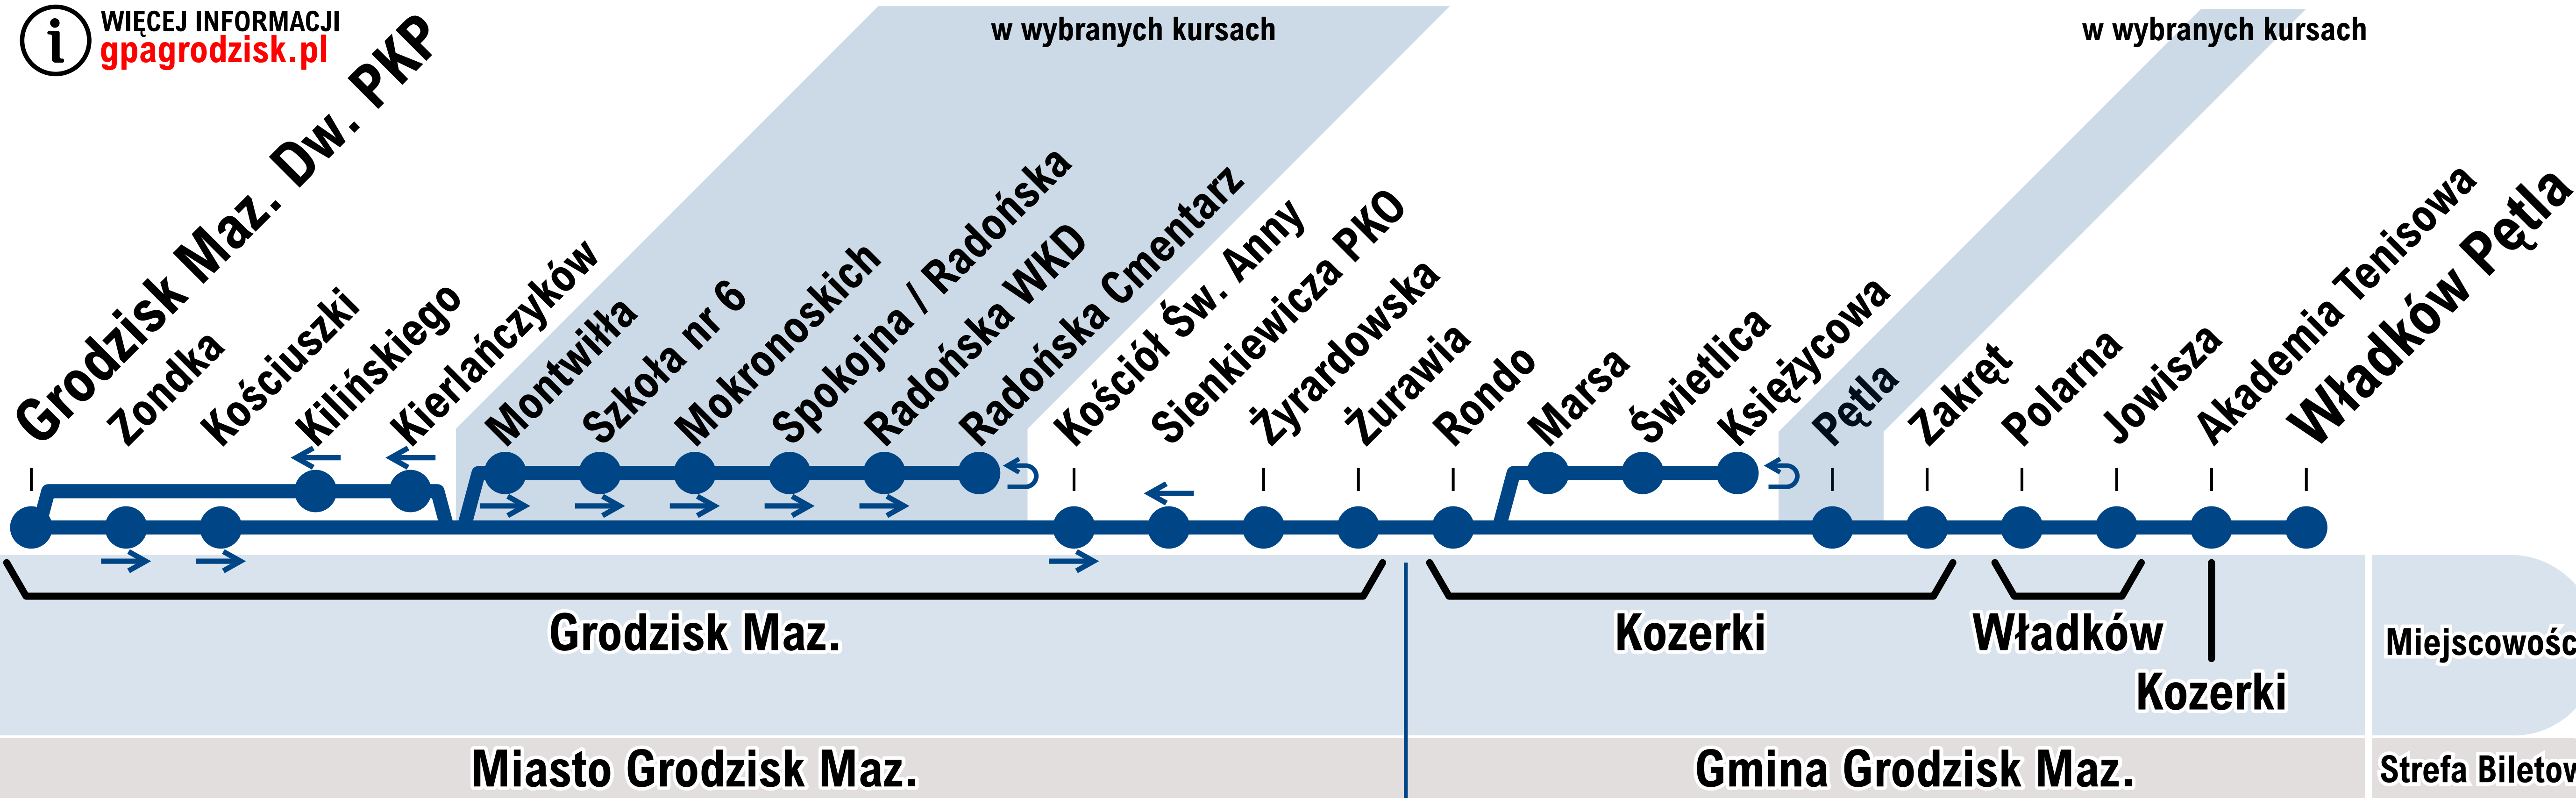 WIĘCEJ INFORMACJI
gpagrodzisk.pl
w wybranych kursach
w wybranych kursach
Grodzisk Maz. Dw. PKP
Zondka
Kościuszki
Kilińskiego
Kierlańczyków
Montwiłła
Szkoła nr 6
Mokronoskich
Spokojna / Radońska
Radońska WKD
Radońska Cmentarz
Kościół Św. Anny
Sienkiewicza PKO
Żyrardowska
Żurawia
Rondo
Marsa
Świetlica
Księżycowa
Pętla
Zakręt
Polarna
Jowisza
Akademia Tenisowa
Władków Pętla
Grodzisk Maz.
Kozerki
Władków
Kozerki
Miejscowośc
Miasto Grodzisk Maz.
Gmina Grodzisk Maz.
Strefa Biletow